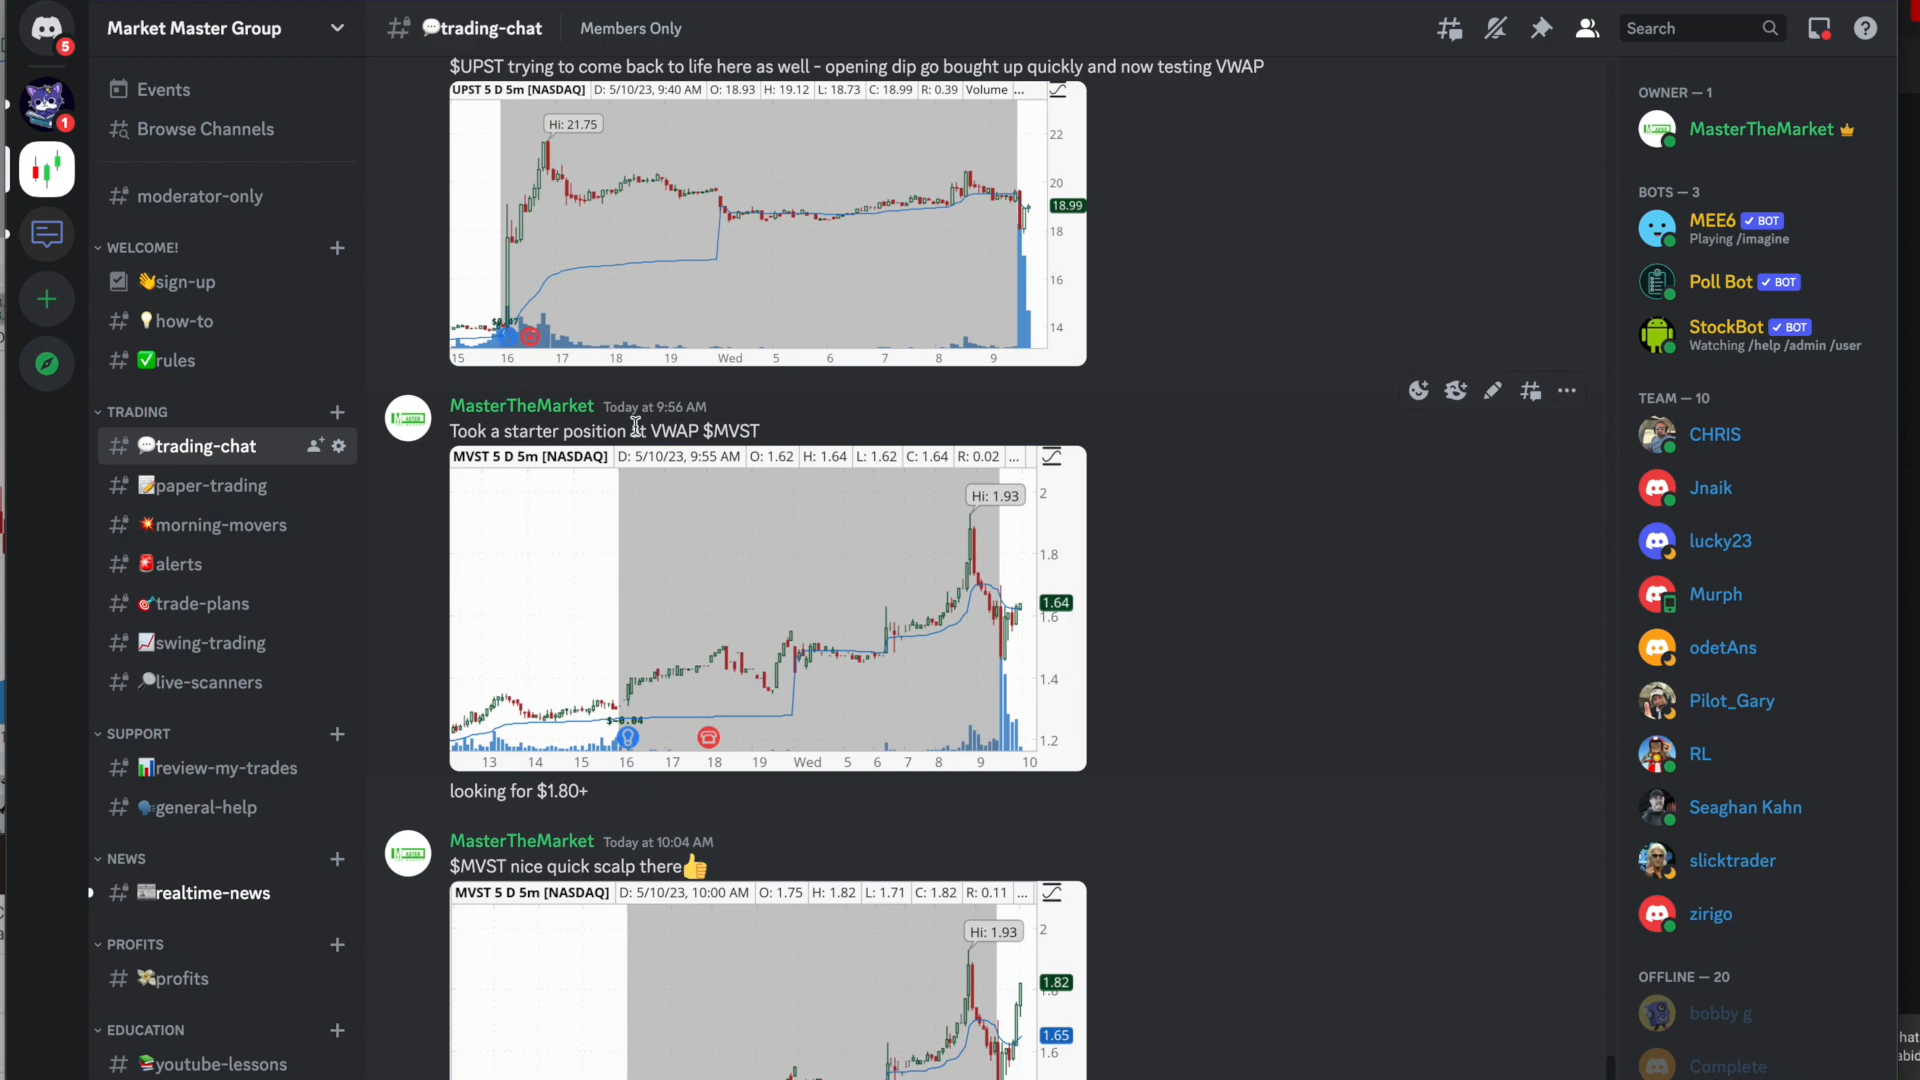 5
1
Market Master Group
Events
Browse Channels
moderator-only
WELCOME!
👋sign-up
💡how-to
✅rules
TRADING
💬trading-chat
📝paper-trading
💥morning-movers
🚨alerts
🎯trade-plans
📈swing-trading
🔎live-scanners
SUPPORT
📊review-my-trades
🗣general-help
NEWS
📰realtime-news
PROFITS
💸profits
EDUCATION
📚youtube-lessons
💬trading-chat
Members Only
Search
$UPST trying to come back to life here as well - opening dip go bought up quickly and now testing VWAP
UPST 5 D 5m [NASDAQ] D: 5/10/23, 9:40 AM O: 18.93 H: 19.12 L: 18.73 C: 18.99 R: 0.39 Volume ...
Hi: 21.75
22
20
18.99
18
16
14
15 16 17 18 19 Wed 5 6 7 8 9
MasterTheMarket Today at 9:56 AM
Took a starter position at VWAP $MVST
MVST 5 D 5m [NASDAQ] D: 5/10/23, 9:55 AM O: 1.62 H: 1.64 L: 1.62 C: 1.64 R: 0.02 ...
Hi: 1.93
2
1.8
1.64
1.6
1.4
1.2
$-0.04
13 14 15 16 17 18 19 Wed 5 6 7 8 9 10
looking for $1.80+
MasterTheMarket Today at 10:04 AM
$MVST nice quick scalp there👍
MVST 5 D 5m [NASDAQ] D: 5/10/23, 10:00 AM O: 1.75 H: 1.82 L: 1.71 C: 1.82 R: 0.11 ...
Hi: 1.93
2
1.82
1.65
1.6
OWNER — 1
MasterTheMarket
BOTS — 3
MEE6 ✓ BOT
Playing /imagine
Poll Bot ✓ BOT
StockBot ✓ BOT
Watching /help /admin /user
TEAM — 10
CHRIS
Jnaik
lucky23
Murph
odetAns
Pilot_Gary
RL
Seaghan Kahn
slicktrader
zirigo
OFFLINE — 20
bobby g
Complete